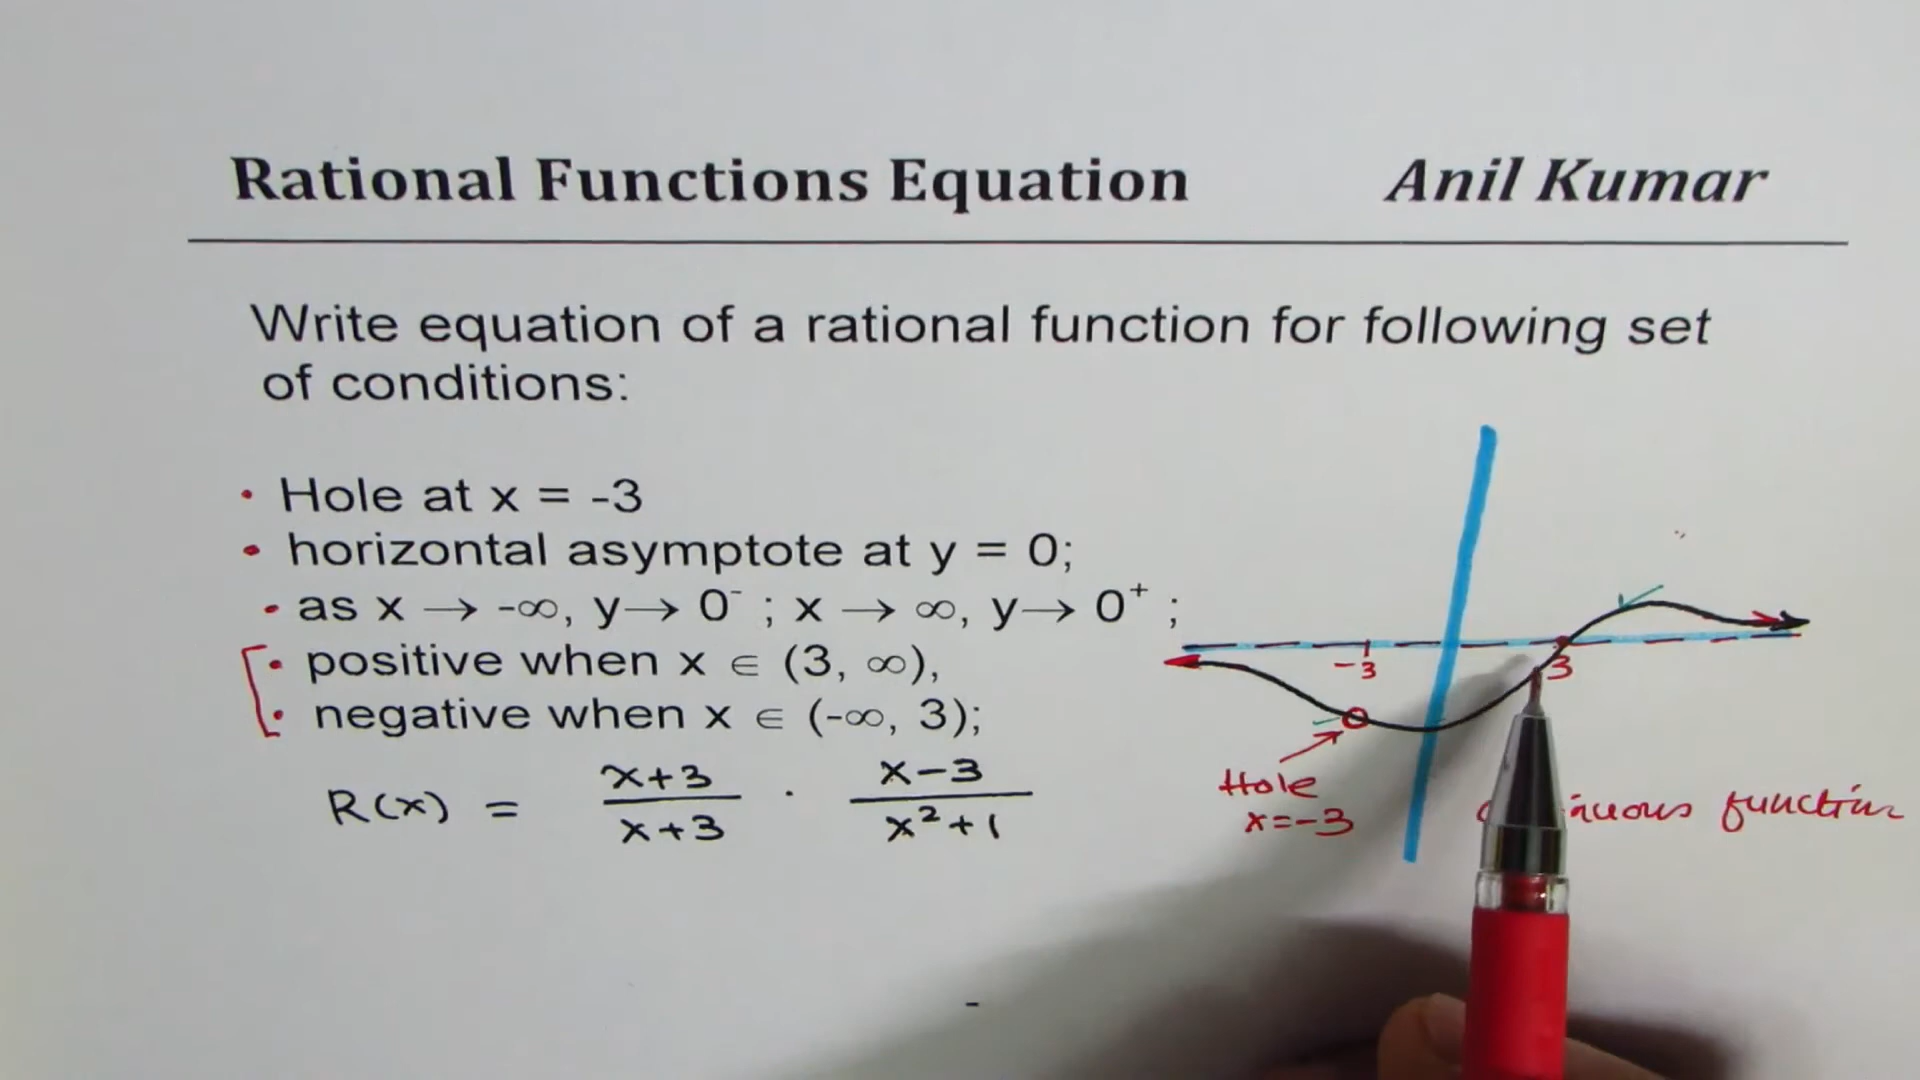 Rational Functions Equation Anil Kumar
Write equation of a rational function for following set
of conditions:
• Hole at x = -3
• horizontal asymptote at y = 0;
• as x → -∞, y→ 0⁻ ; x → ∞, y→ 0⁺ ;
• positive when x ∈ (3, ∞),
• negative when x ∈ (-∞, 3);
R(x) = (x+3)/(x+3) · (x-3)/(x²+1)
-3 3
Hole
x=-3
function